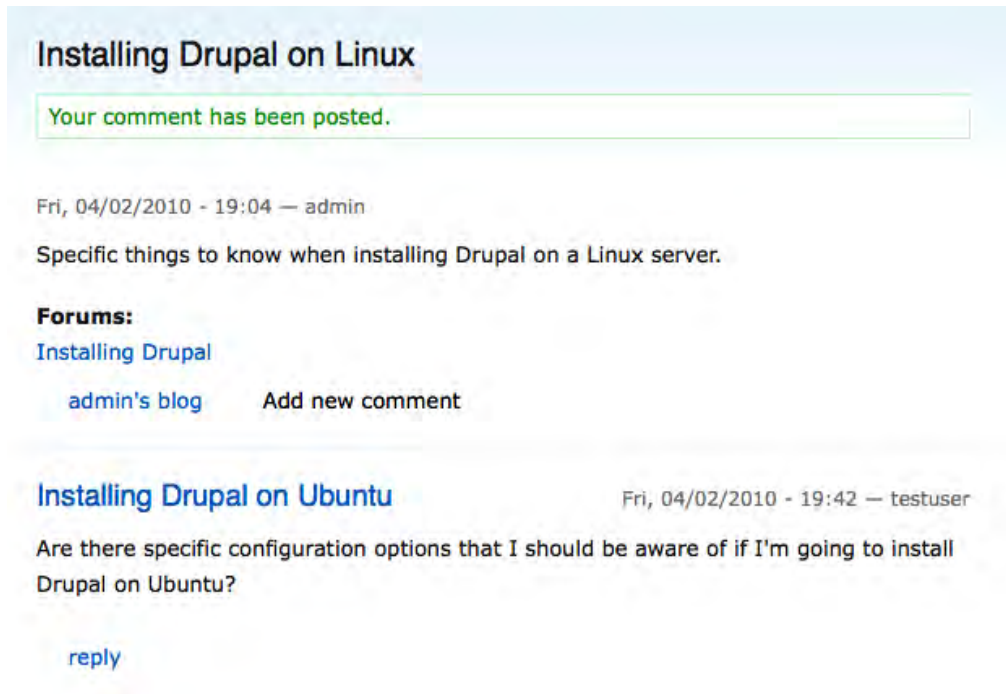 Installing Drupal on Linux
Your comment has been posted.
Fri, 04/02/2010 - 19:04 — admin
Specific things to know when installing Drupal on a Linux server.
Forums:
Installing Drupal
admin's blog Add new comment
Installing Drupal on Ubuntu Fri, 04/02/2010 - 19:42 — testuser
Are there specific configuration options that I should be aware of if I'm going to install
Drupal on Ubuntu?
reply